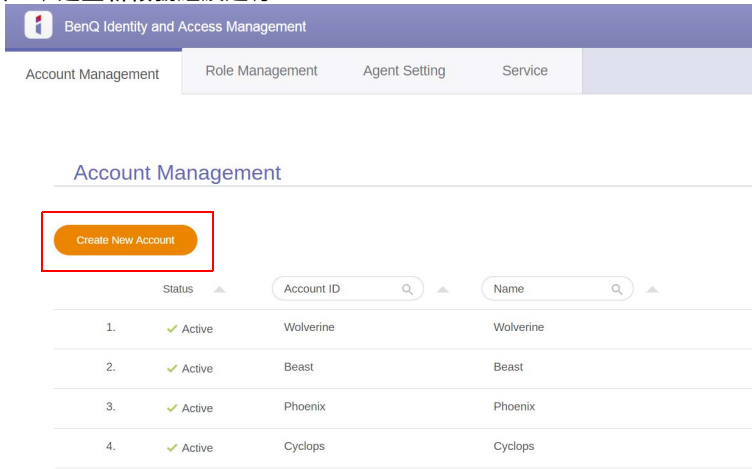 BenQ Identity and Access Management
Account Management Role Management Agent Setting Service
Account Management
Create New Account
Status Account ID Name
1. Active Wolverine Wolverine
2. Active Beast Beast
3. Active Phoenix Phoenix
4. Active Cyclops Cyclops